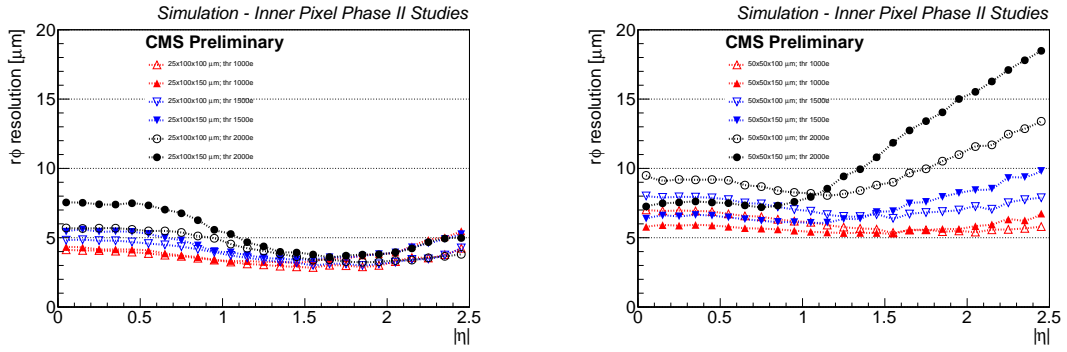 Simulation - Inner Pixel Phase II Studies
rϕ resolution [μm]
CMS Preliminary
25x100x100 μm; thr 1000e
25x100x150 μm; thr 1000e
25x100x100 μm; thr 1500e
25x100x150 μm; thr 1500e
25x100x100 μm; thr 2000e
25x100x150 μm; thr 2000e
20
15
10
5
0
0 0.5 1 1.5 2 2.5
|η|
Simulation - Inner Pixel Phase II Studies
rϕ resolution [μm]
CMS Preliminary
50x50x100 μm; thr 1000e
50x50x150 μm; thr 1000e
50x50x100 μm; thr 1500e
50x50x150 μm; thr 1500e
50x50x100 μm; thr 2000e
50x50x150 μm; thr 2000e
20
15
10
5
0
0 0.5 1 1.5 2 2.5
|η|